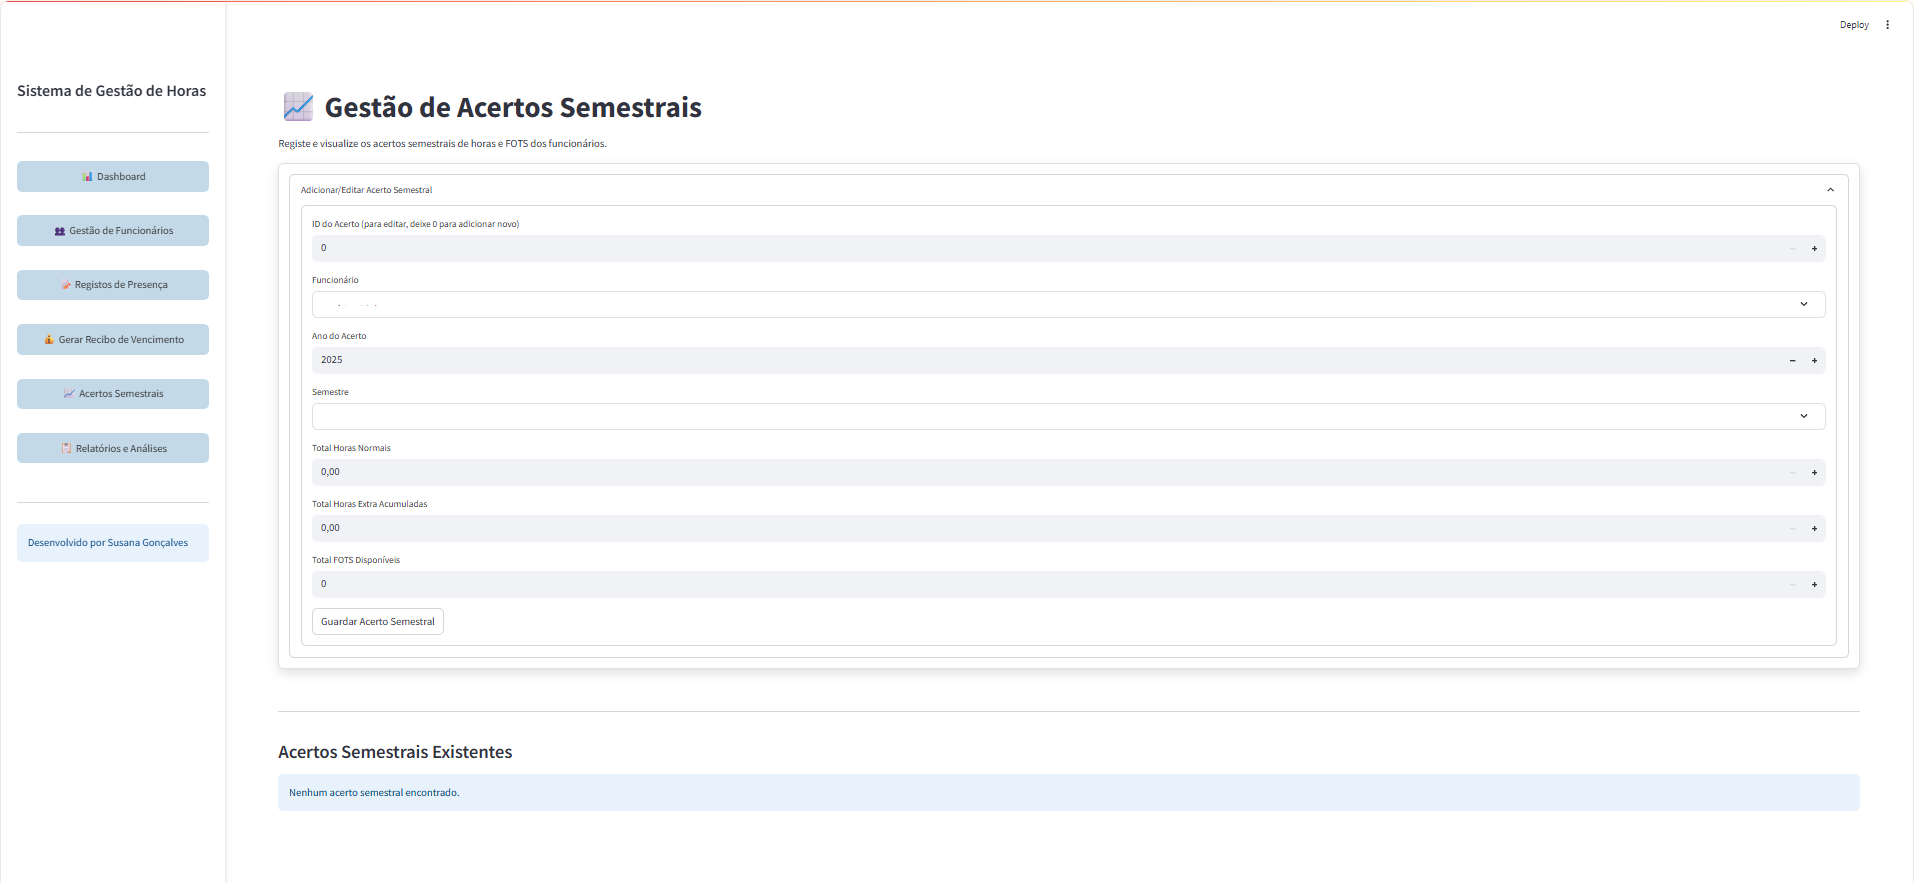 Deploy
Sistema de Gestão de Horas
Dashboard
Gestão de Funcionários
Registos de Presença
Gerar Recibo de Vencimento
Acertos Semestrais
Relatórios e Análises
Desenvolvido por Susana Gonçalves
Gestão de Acertos Semestrais
Registe e visualize os acertos semestrais de horas e FOTS dos funcionários.
Adicionar/Editar Acerto Semestral
ID do Acerto (para editar, deixe 0 para adicionar novo)
0
Funcionário
Ano do Acerto
2025
Semestre
Total Horas Normais
0,00
Total Horas Extra Acumuladas
0,00
Total FOTS Disponíveis
0
Guardar Acerto Semestral
Acertos Semestrais Existentes
Nenhum acerto semestral encontrado.